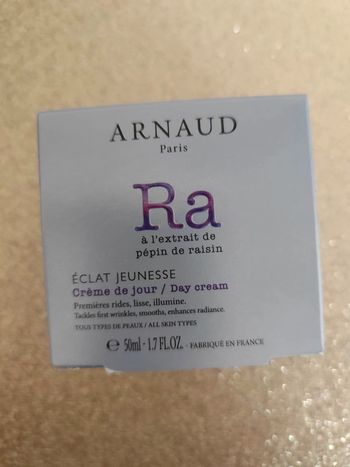 ARNAUD
Paris
Ra
à l'extrait de
pépin de raisin
ÉCLAT JEUNESSE
Crème de jour / Day cream
Premières rides, lisse, illumine.
Tackles first wrinkles, smooths, enhances radiance.
TOUS TYPES DE PEAUX / ALL SKIN TYPES
℮ 50ml - 1.7 FL.OZ. - FABRIQUÉ EN FRANCE